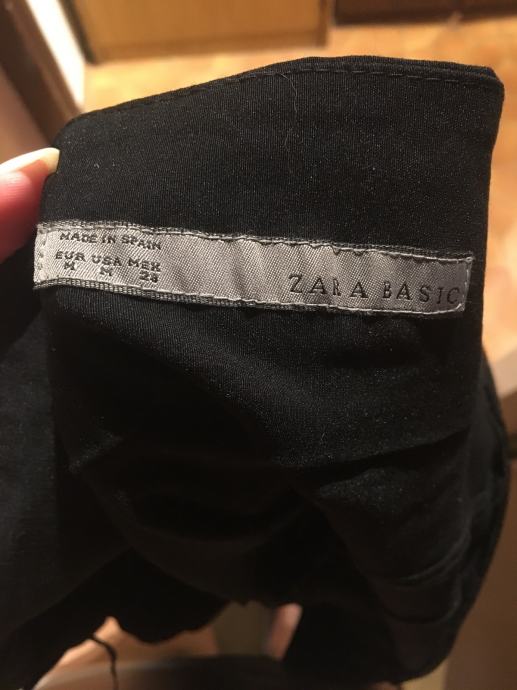 MADE IN SPAIN
EUR USA MEX
M M 28
ZARA BASIC